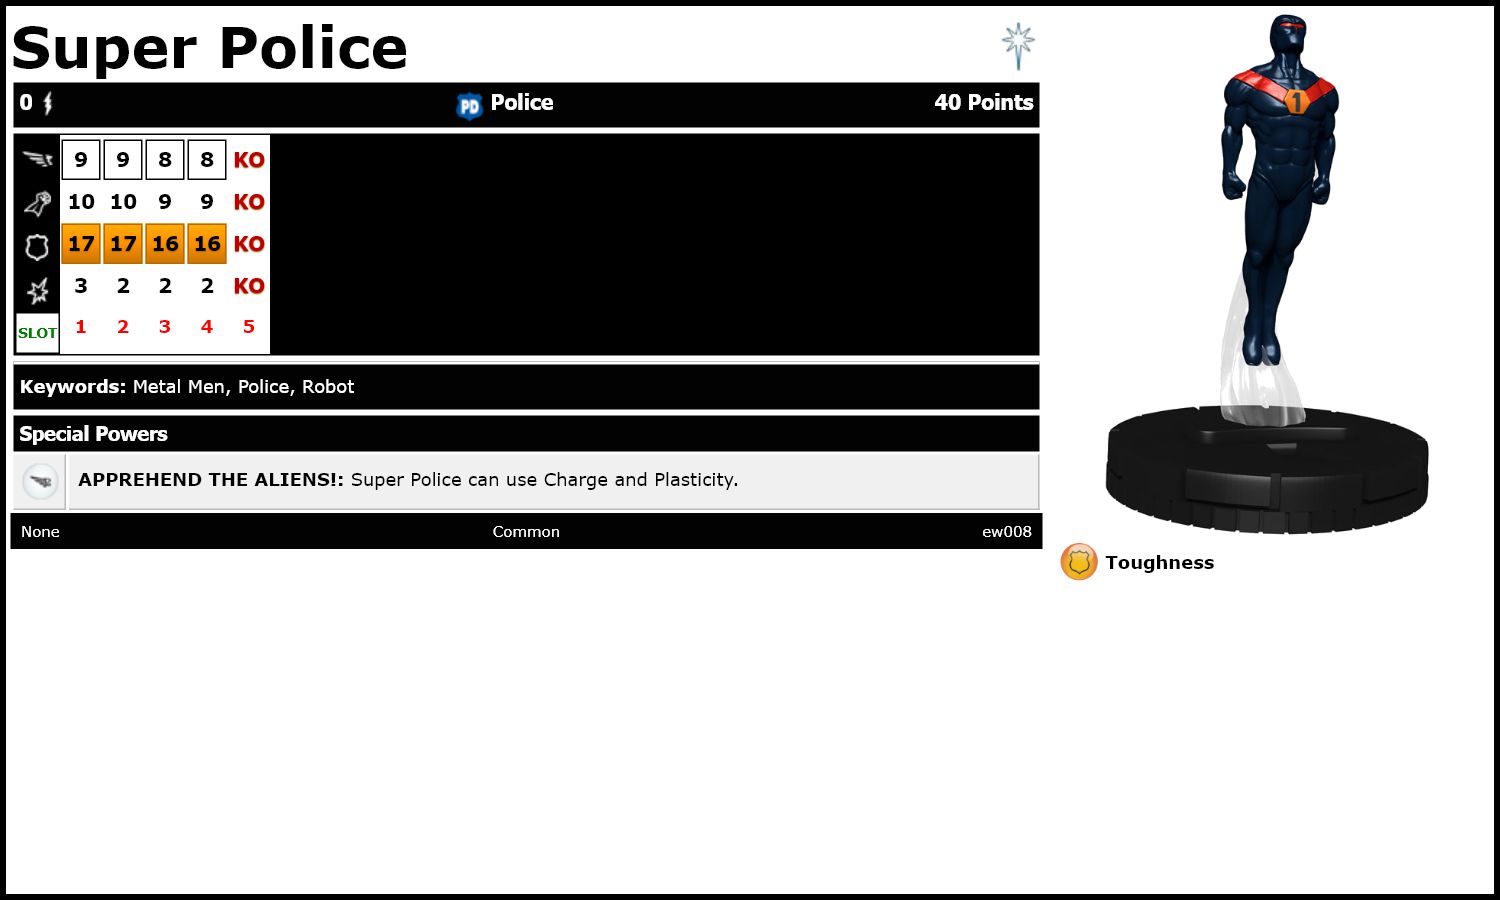 Super Police
0 PD Police 40 Points
9 9 8 8 KO
10 10 9 9 KO
17 17 16 16 KO
3 2 2 2 KO
SLOT 1 2 3 4 5
Keywords: Metal Men, Police, Robot
Special Powers
APPREHEND THE ALIENS!: Super Police can use Charge and Plasticity.
None Common ew008
1
Toughness